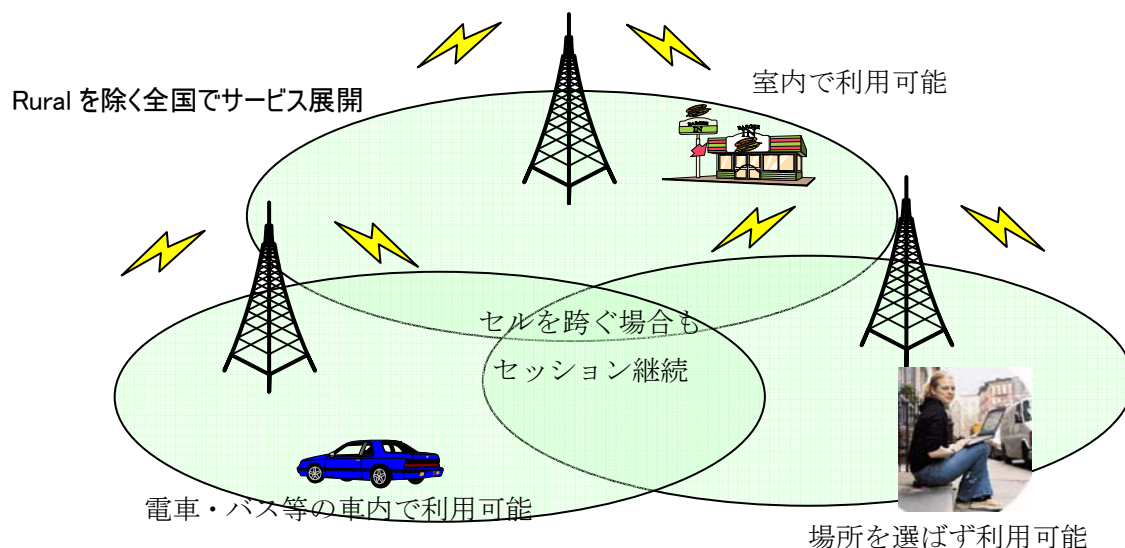 室内で利用可能
Rural を除く全国でサービス展開
セルを跨ぐ場合も
セッション継続
電車・バス等の車内で利用可能
場所を選ばず利用可能